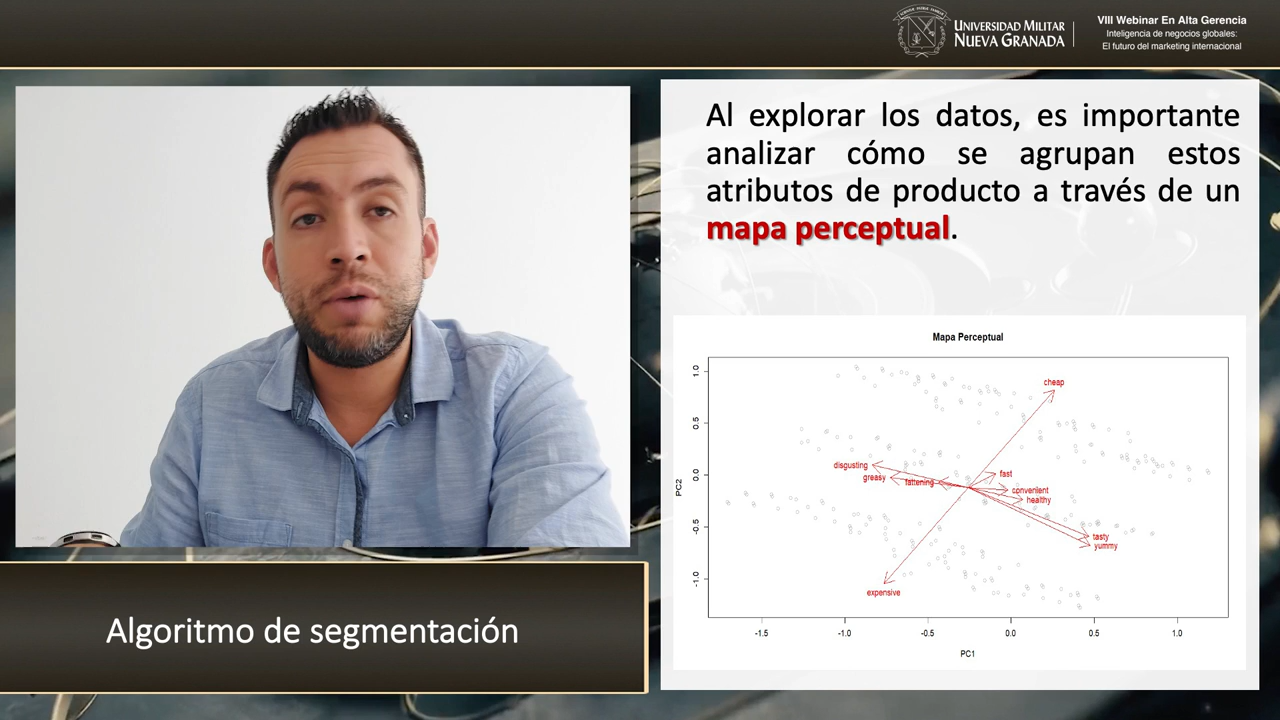 UNIVERSIDAD MILITAR
NUEVA GRANADA
VIII Webinar En Alta Gerencia
Inteligencia de negocios globales:
El futuro del marketing internacional
Al explorar los datos, es importante
analizar cómo se agrupan estos
atributos de producto a través de un
mapa perceptual.
Mapa Perceptual
cheap
disgusting
greasy
fattening
fast
convenient
healthy
tasty
yummy
expensive
PC2
1.0
0.5
0.0
-0.5
-1.0
-1.5
-1.0
-0.5
0.0
0.5
1.0
PC1
Algoritmo de segmentación